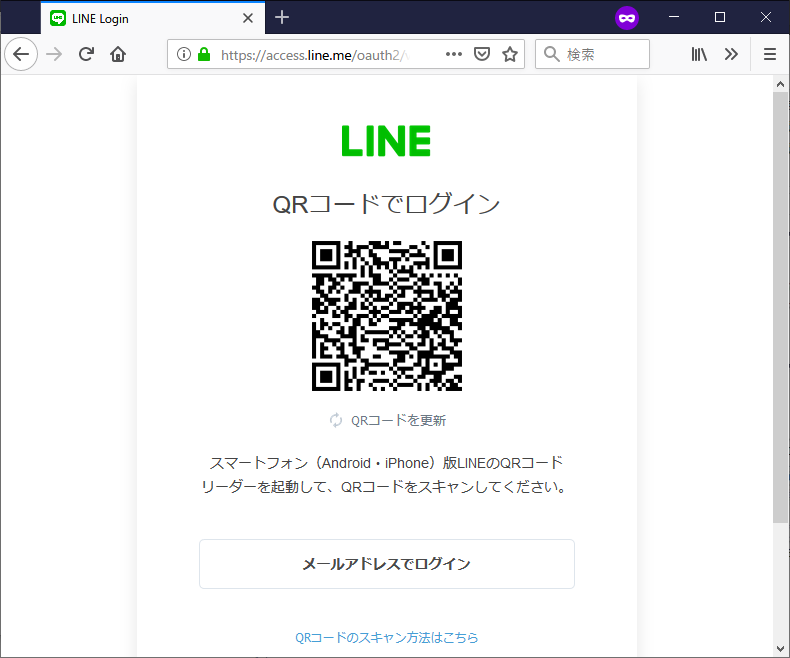 LINE Login
https://access.line.me/oauth2/
検索
LINE
QRコードでログイン
QRコードを更新
スマートフォン（Android・iPhone）版LINEのQRコード
リーダーを起動して、QRコードをスキャンしてください。
メールアドレスでログイン
QRコードのスキャン方法はこちら